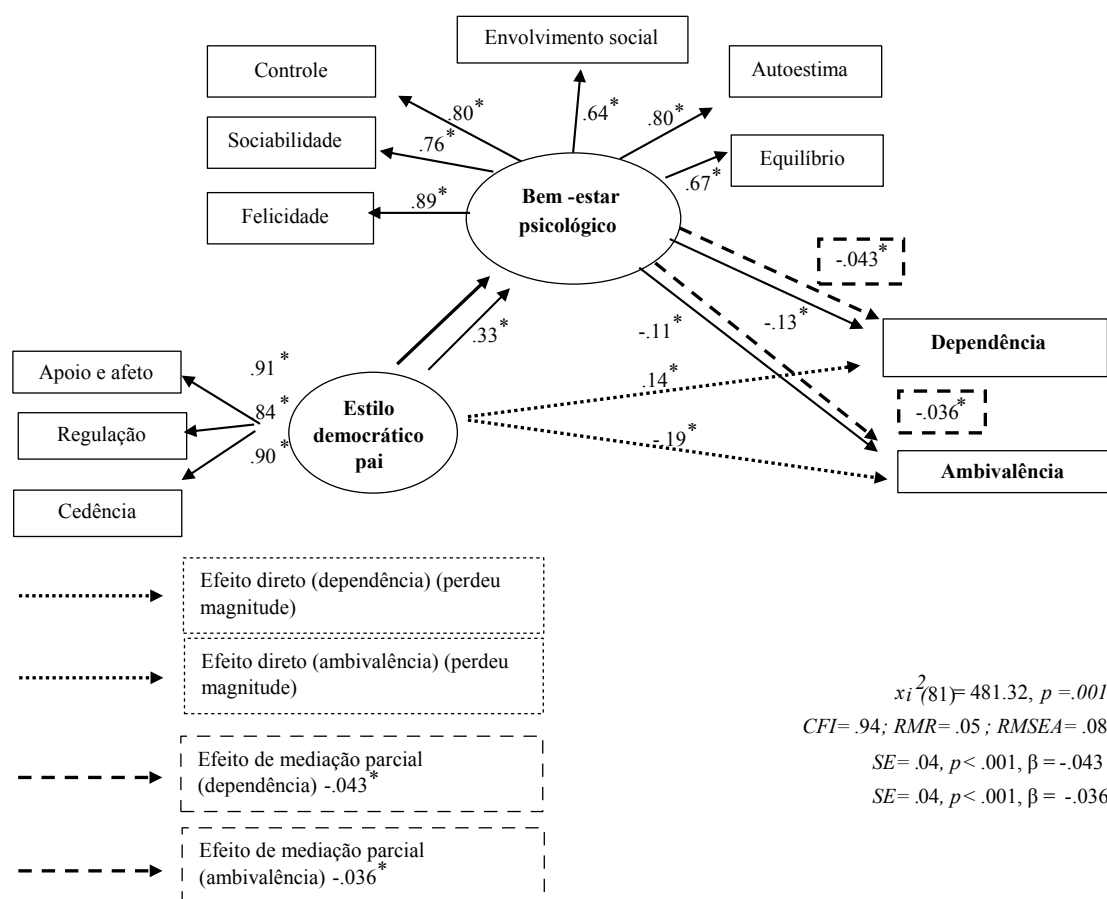 Envolvimento social
Controle
Autoestima
.80*
.64*
.80*
Sociabilidade
.76*
Equilíbrio
.67*
Felicidade
.89*
Bem -estar
psicológico
-.043*
.33*
-.11*
-.13*
Dependência
Apoio e afeto
.91*
.14*
Regulação
.84*
Estilo
democrático
pai
-.036*
.90*
-.19*
Ambivalência
Cedência
Efeito direto (dependência) (perdeu
magnitude)
Efeito direto (ambivalência) (perdeu
magnitude)
xi²(81)= 481.32, p =.001
CFI= .94; RMR= .05 ; RMSEA= .08
SE= .04, p< .001, β = -.043
SE= .04, p< .001, β = -.036
Efeito de mediação parcial
(dependência) -.043*
Efeito de mediação parcial
(ambivalência) -.036*